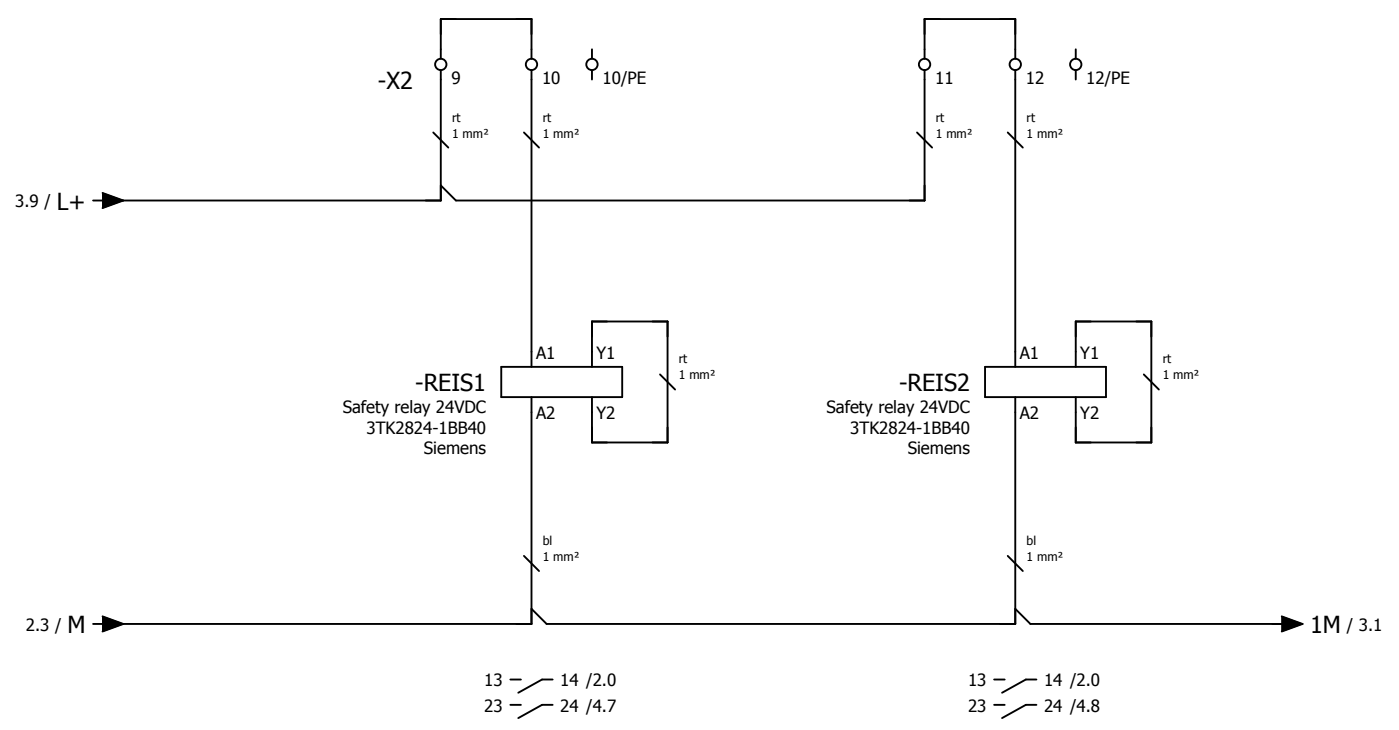 -X2 9 10 10/PE 11 12 12/PE
rt rt rt rt
1 mm² 1 mm² 1 mm² 1 mm²
3.9 / L+
A1 Y1 A1 Y1
rt rt
1 mm² 1 mm²
-REIS1 -REIS2
Safety relay 24VDC A2 Y2 Safety relay 24VDC A2 Y2
3TK2824-1BB40 3TK2824-1BB40
Siemens Siemens
bl bl
1 mm² 1 mm²
2.3 / M 1M / 3.1
13 14 /2.0 13 14 /2.0
23 24 /4.7 23 24 /4.8